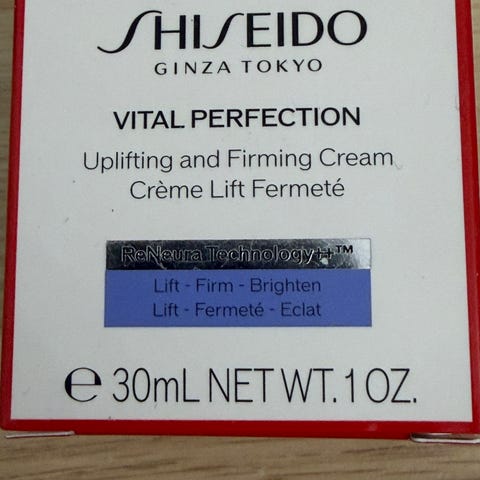 SHISEIDO
GINZA TOKYO
VITAL PERFECTION
Uplifting and Firming Cream
Crème Lift Fermeté
ReNeura Technology++™
Lift - Firm - Brighten
Lift - Fermeté - Eclat
℮ 30mL NET WT. 1 OZ.